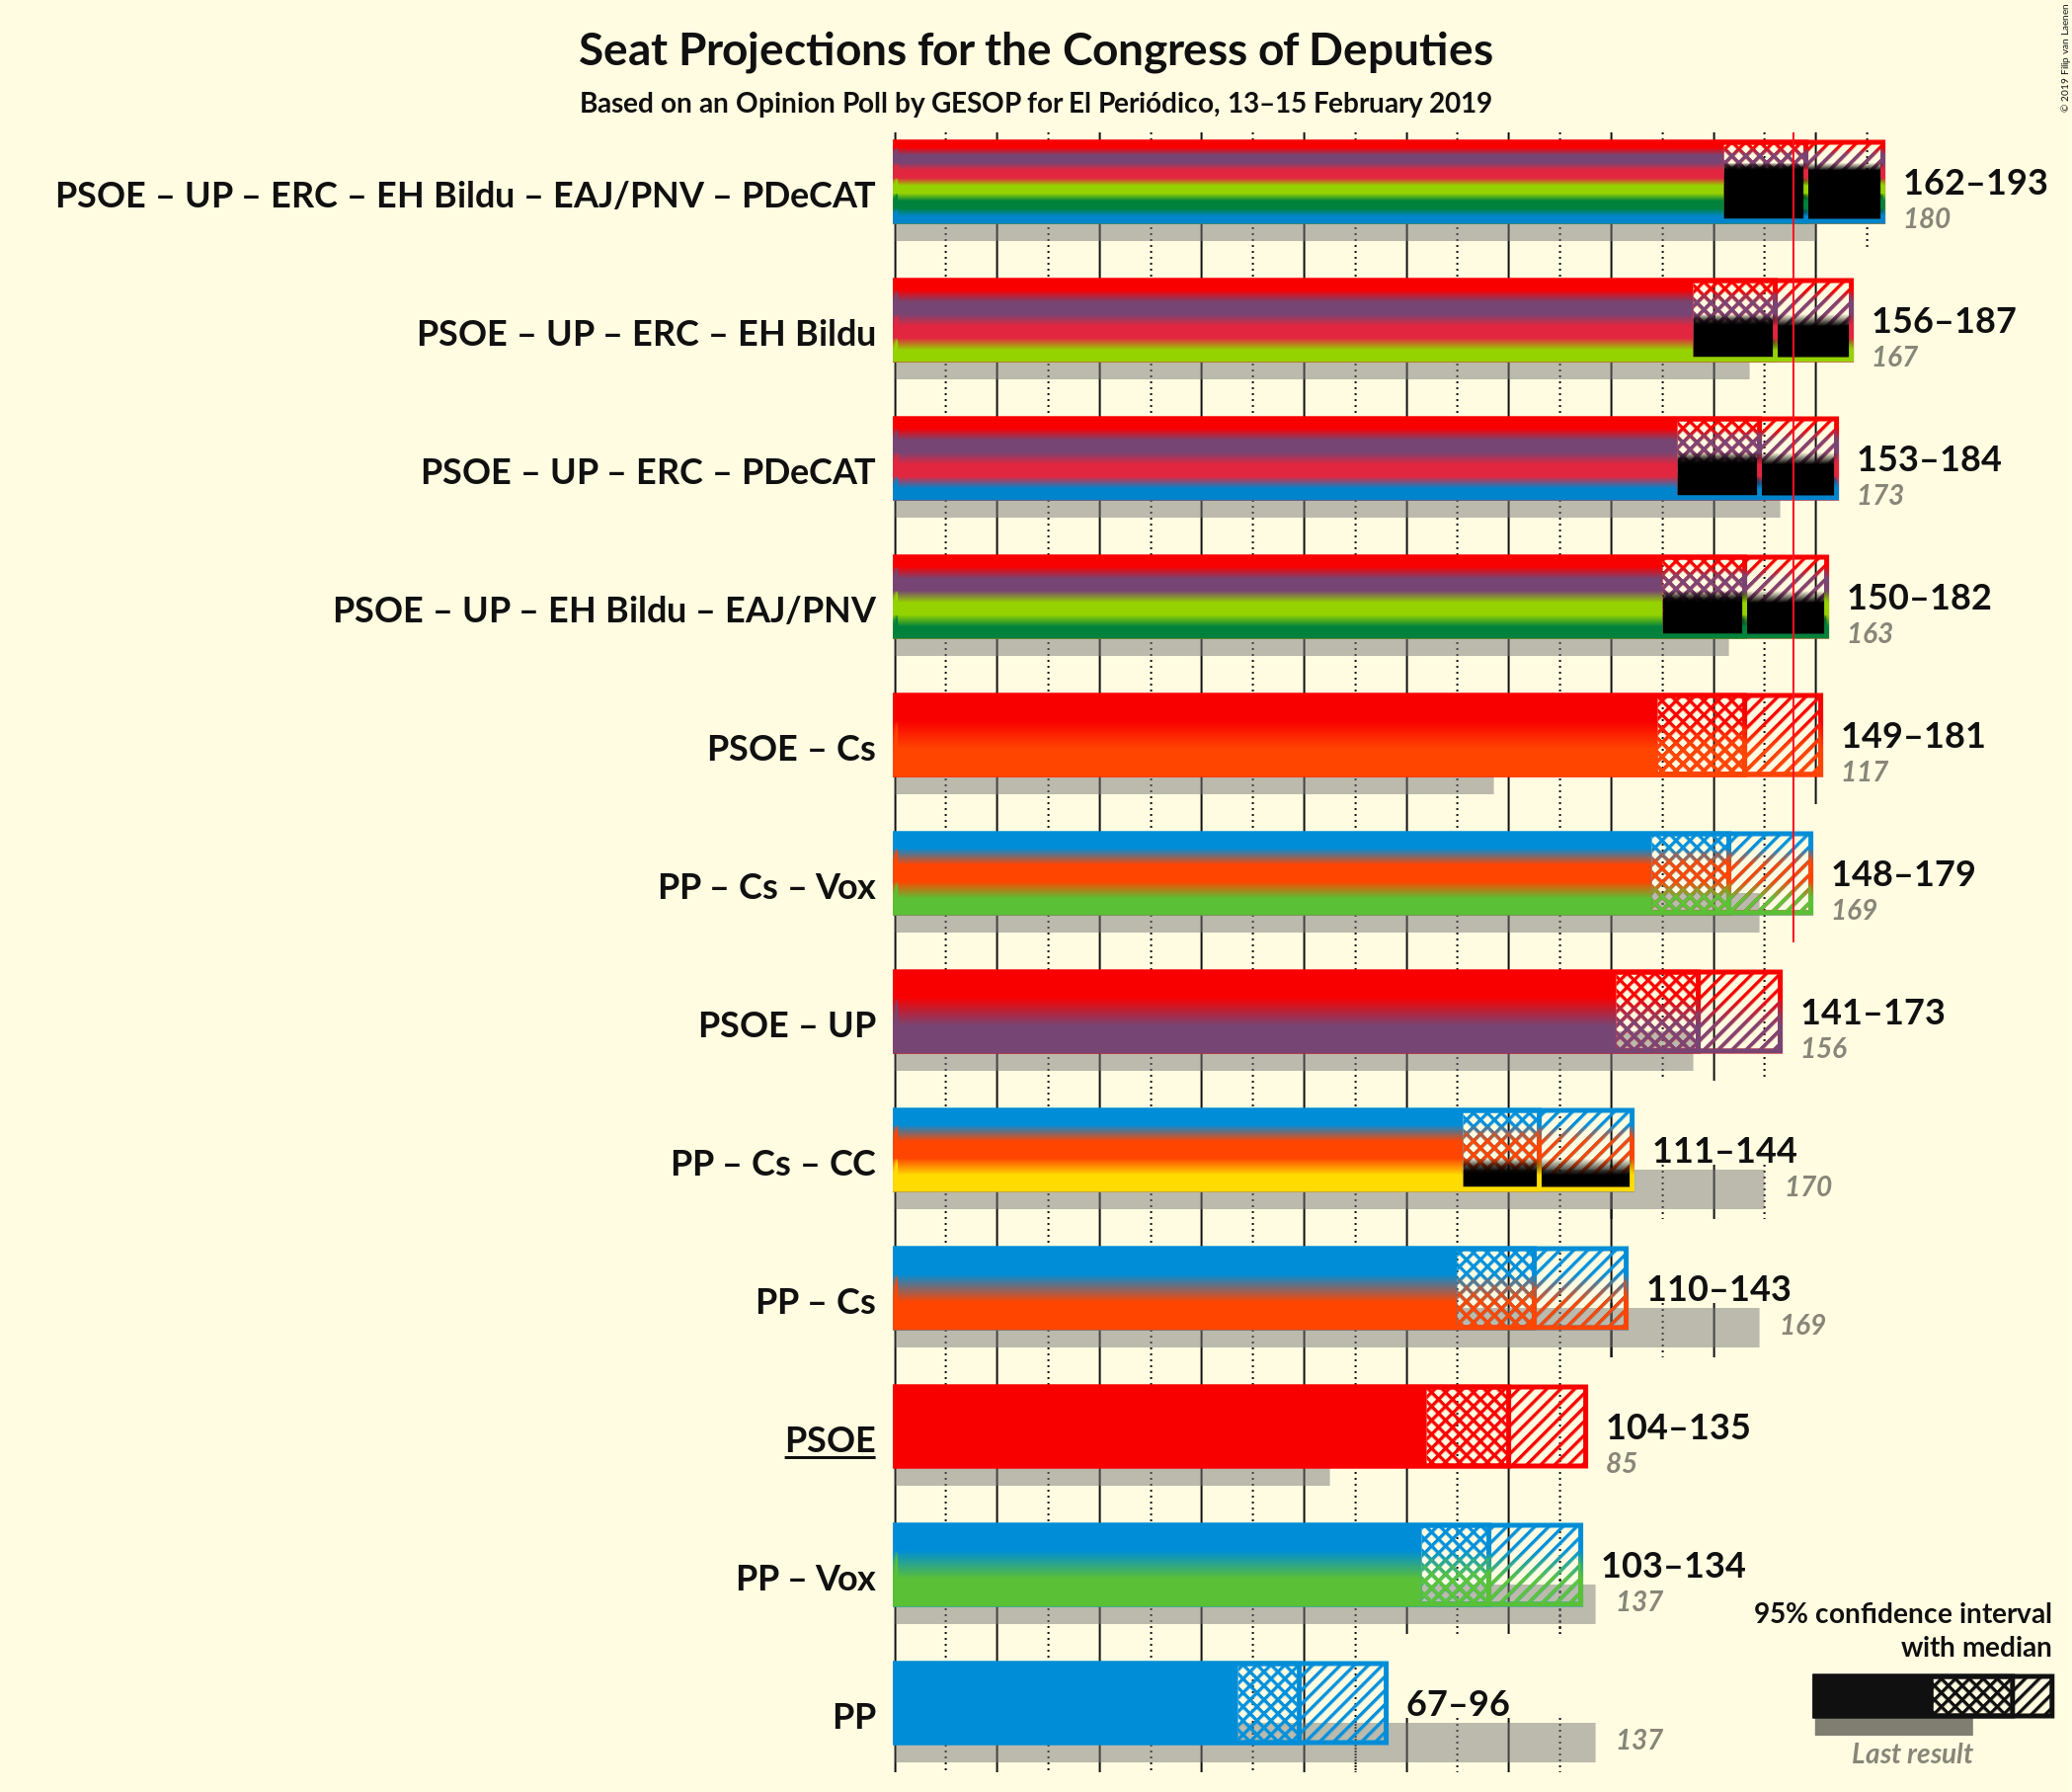 Seat Projections for the Congress of Deputies
Based on an Opinion Poll by GESOP for El Periódico, 13–15 February 2019
© 2019 Filip van Laenen
PSOE – UP – ERC – EH Bildu – EAJ/PNV – PDeCAT
162–193
180
PSOE – UP – ERC – EH Bildu
156–187
167
PSOE – UP – ERC – PDeCAT
153–184
173
PSOE – UP – EH Bildu – EAJ/PNV
150–182
163
PSOE – Cs
149–181
117
PP – Cs – Vox
148–179
169
PSOE – UP
141–173
156
PP – Cs – CC
111–144
170
PP – Cs
110–143
169
PSOE
104–135
85
PP – Vox
103–134
137
PP
67–96
137
95% confidence interval
with median
Last result